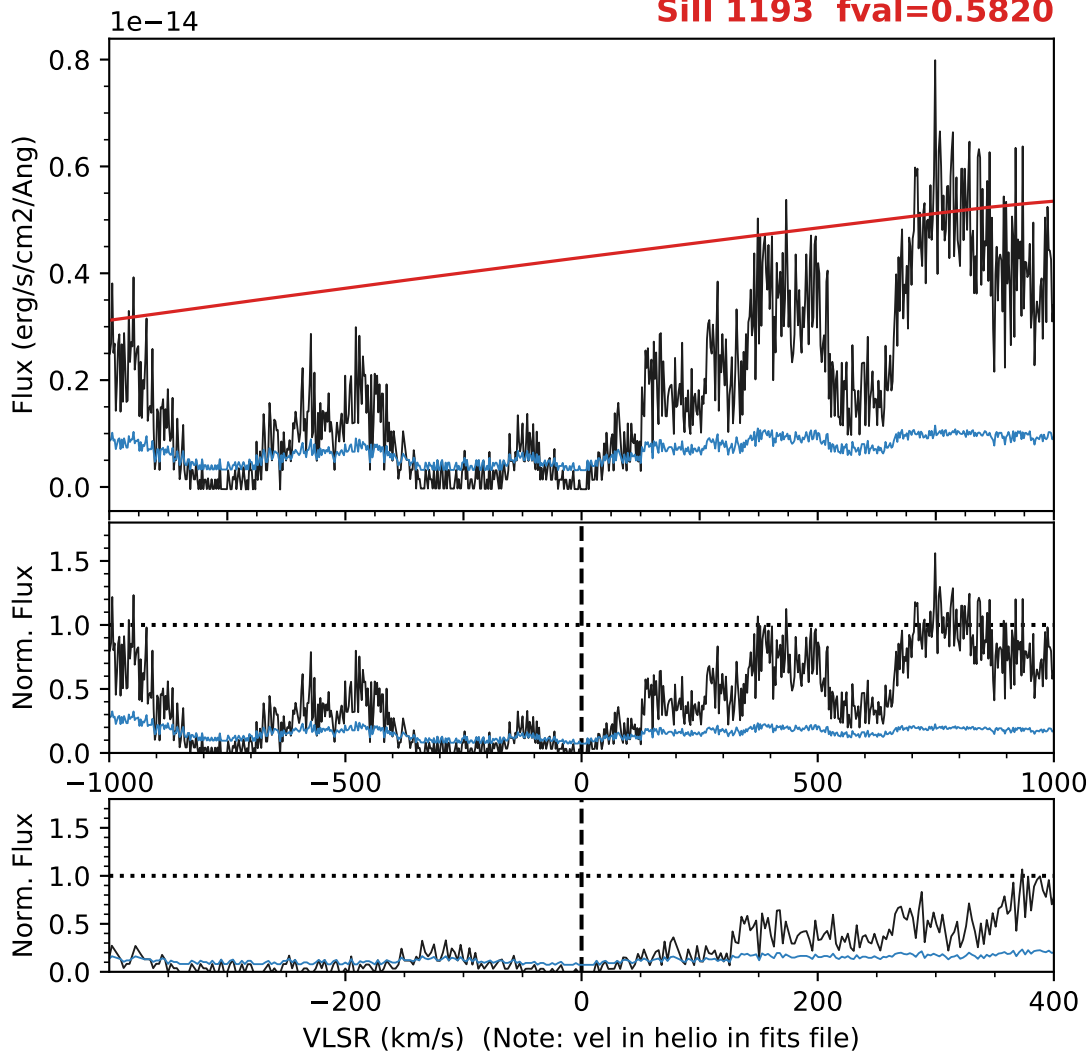 SiII 1193 fval=0.5820
1e−14
0.8
0.6
0.4
0.2
0.0
Flux (erg/s/cm2/Ang)
1.5
1.0
0.5
0.0
Norm. Flux
−1000 −500 0 500 1000
1.5
1.0
0.5
0.0
Norm. Flux
−200 0 200 400
VLSR (km/s) (Note: vel in helio in fits file)